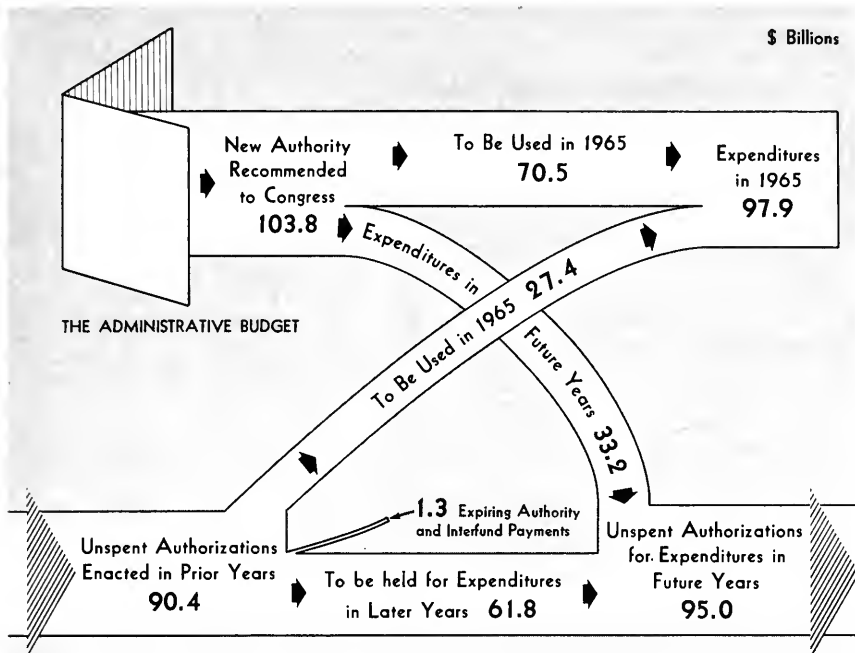 $ Billions
New Authority
Recommended
to Congress
103.8
To Be Used in 1965
70.5
Expenditures
in 1965
97.9
Expenditures in
Future Years 33.2
To Be Used in 1965 27.4
THE ADMINISTRATIVE BUDGET
1.3 Expiring Authority
and Interfund Payments
Unspent Authorizations
Enacted in Prior Years
90.4
To be held for Expenditures
in Later Years 61.8
Unspent Authorizations
for Expenditures in
Future Years
95.0